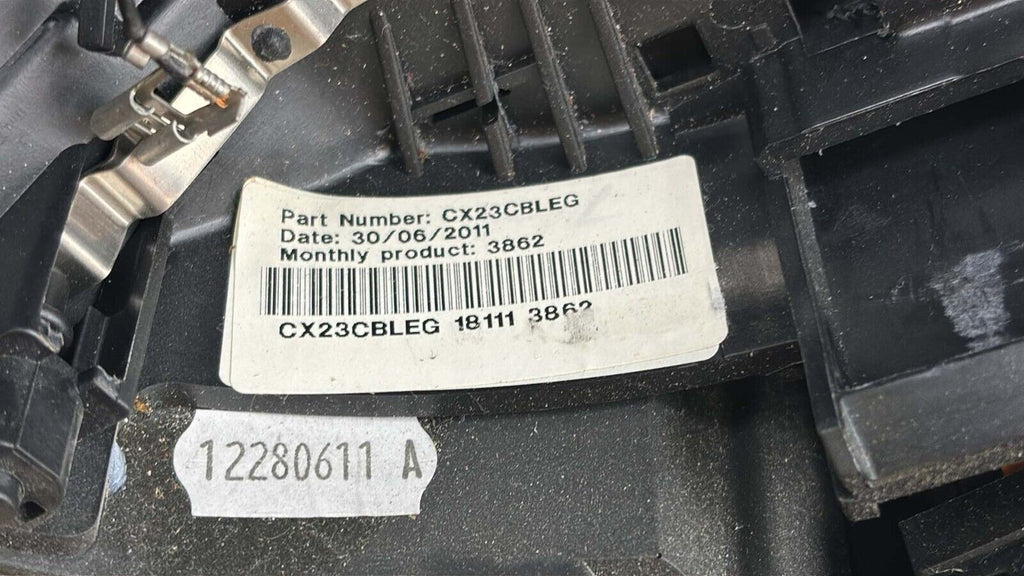 Part Number: CX23CBLEG
Date: 30/06/2011
Monthly product: 3862
CX23CBLEG 18111 3862
12280611 A